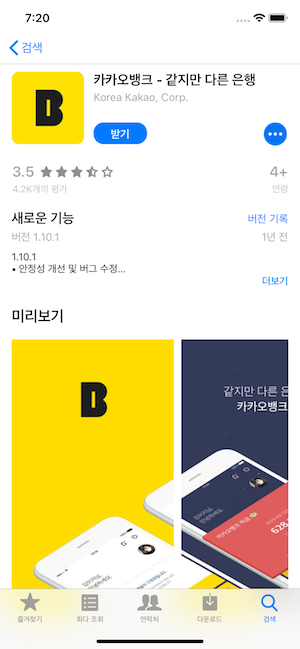 7:20
검색
카카오뱅크 - 같지만 다른 은행
Korea Kakao, Corp.
받기
3.5
4+
4.2K개의 평가
연령
새로운 기능
버전 기록
버전 1.10.1
1년 전
1.10.1
• 안정성 개선 및 버그 수정...
더보기
미리보기
B
같지만 다른 은
카카오뱅크
즐겨찾기
최다 조회
연락처
다운로드
검색